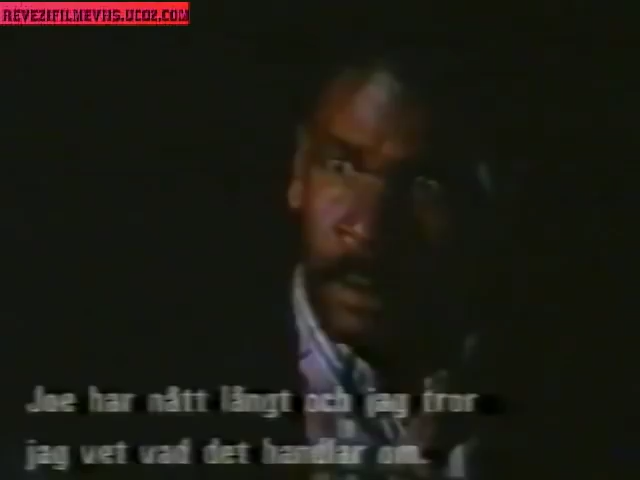 REVEZIFILMEVHS.UCOZ.COM
Joe har nått långt och jag tror
jag vet vad det handlar om.